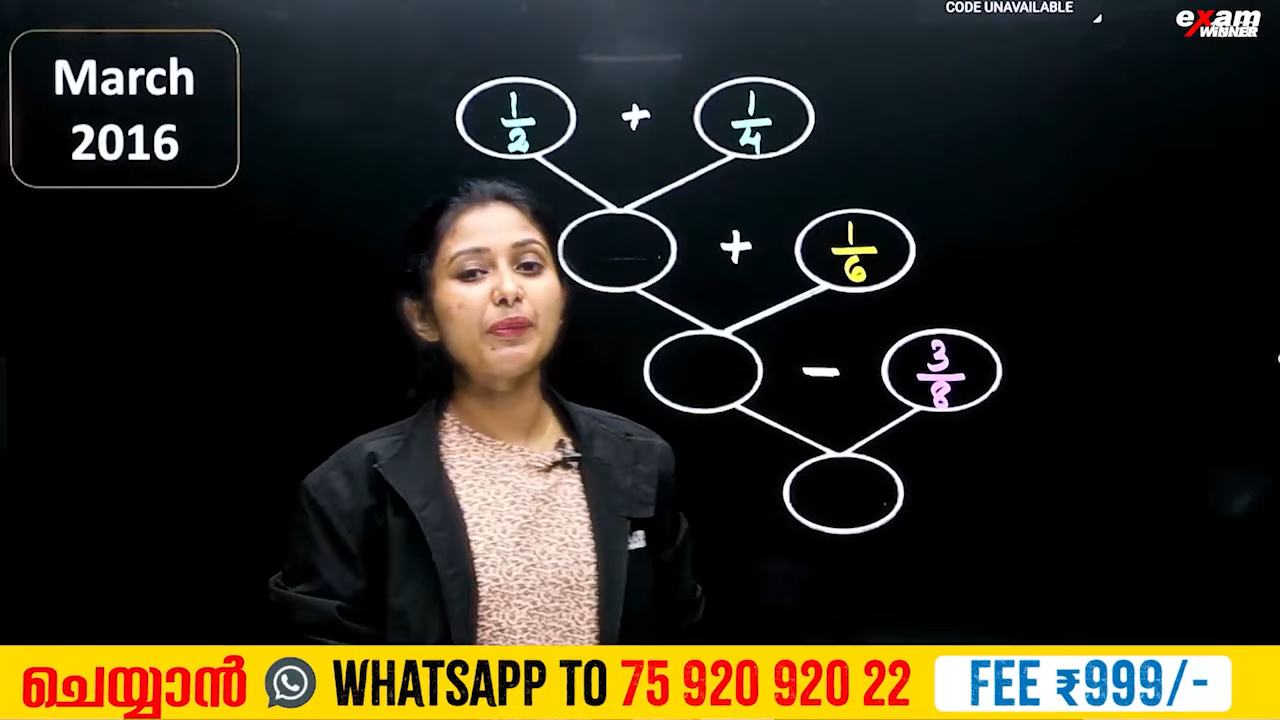 CODE UNAVAILABLE
exam
WINNER
March
2016
1/2 + 1/4
+ 1/6
- 3/8
ചെയ്യാൻ WHATSAPP TO 75 920 920 22 FEE ₹999/-